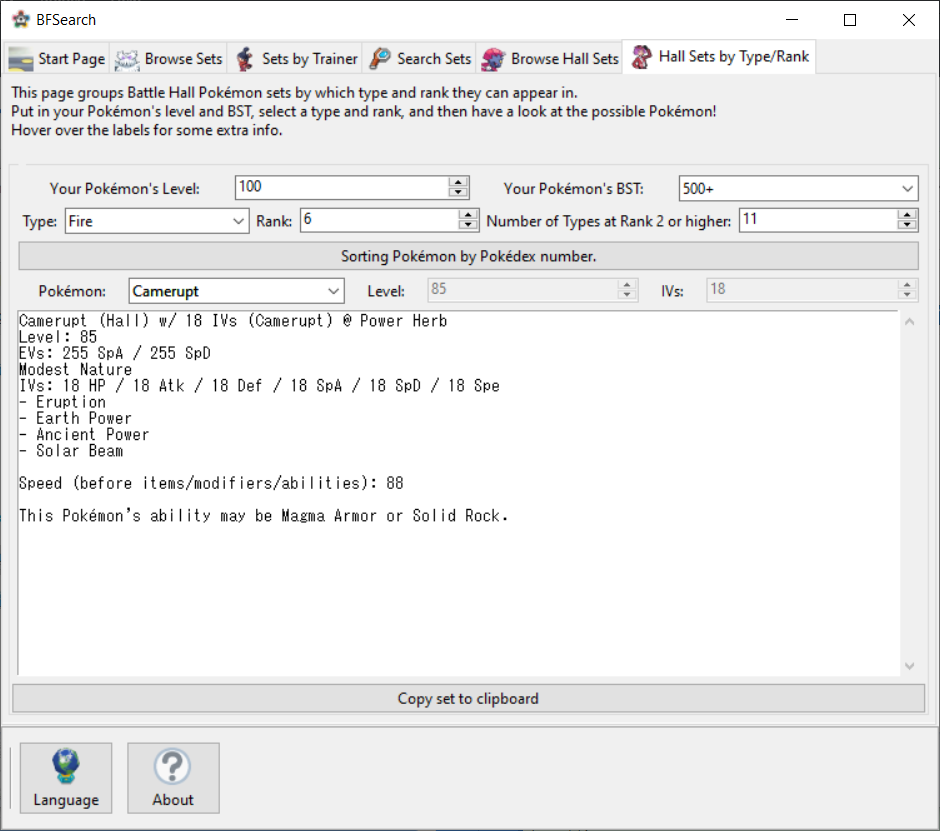 BFSearch
Start Page Browse Sets Sets by Trainer Search Sets Browse Hall Sets Hall Sets by Type/Rank
This page groups Battle Hall Pokémon sets by which type and rank they can appear in.
Put in your Pokémon's level and BST, select a type and rank, and then have a look at the possible Pokémon!
Hover over the labels for some extra info.
Your Pokémon's Level: 100 Your Pokémon's BST: 500+
Type: Fire Rank: 6 Number of Types at Rank 2 or higher: 11
Sorting Pokémon by Pokédex number.
Pokémon: Camerupt Level: 85 IVs: 18
Camerupt (Hall) w/ 18 IVs (Camerupt) @ Power Herb
Level: 85
EVs: 255 SpA / 255 SpD
Modest Nature
IVs: 18 HP / 18 Atk / 18 Def / 18 SpA / 18 SpD / 18 Spe
- Eruption
- Earth Power
- Ancient Power
- Solar Beam
Speed (before items/modifiers/abilities): 88
This Pokémon's ability may be Magma Armor or Solid Rock.
Copy set to clipboard
Language About